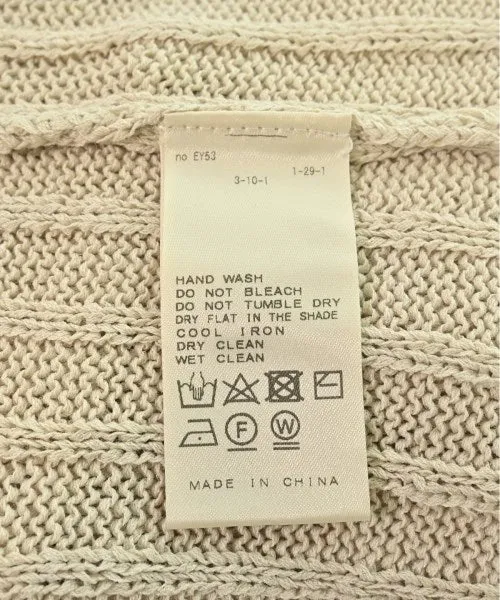 no EY53
1-29-1
3-10-1
HAND WASH
DO NOT BLEACH
DO NOT TUMBLE DRY
DRY FLAT IN THE SHADE
COOL IRON
DRY CLEAN
WET CLEAN
F W
MADE IN CHINA